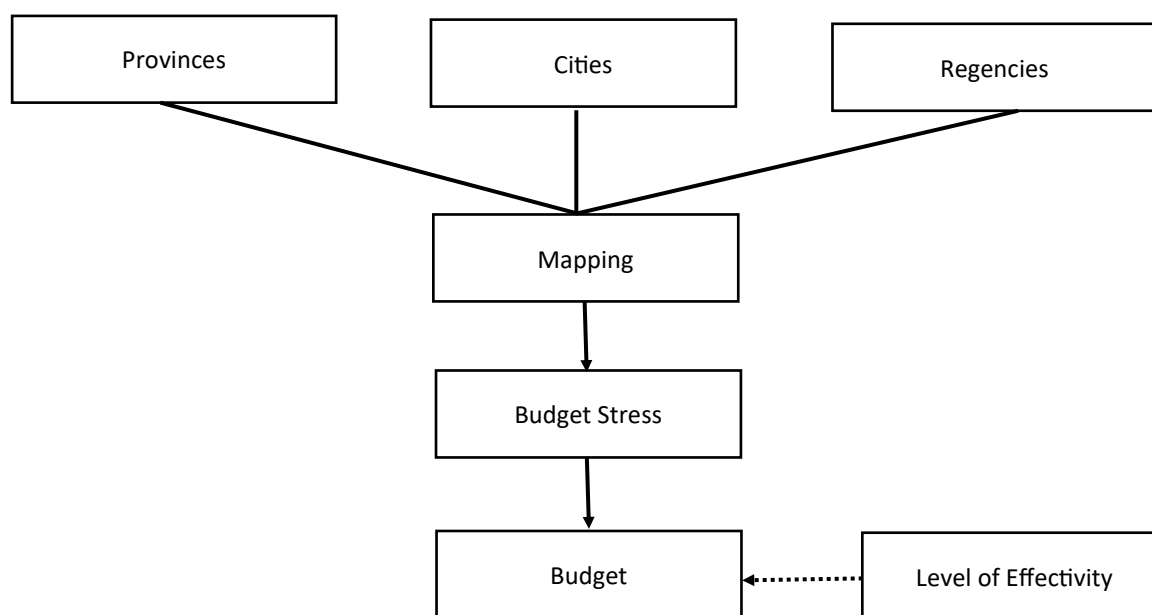 Provinces
Cities
Regencies
Mapping
Budget Stress
Budget
Level of Effectivity